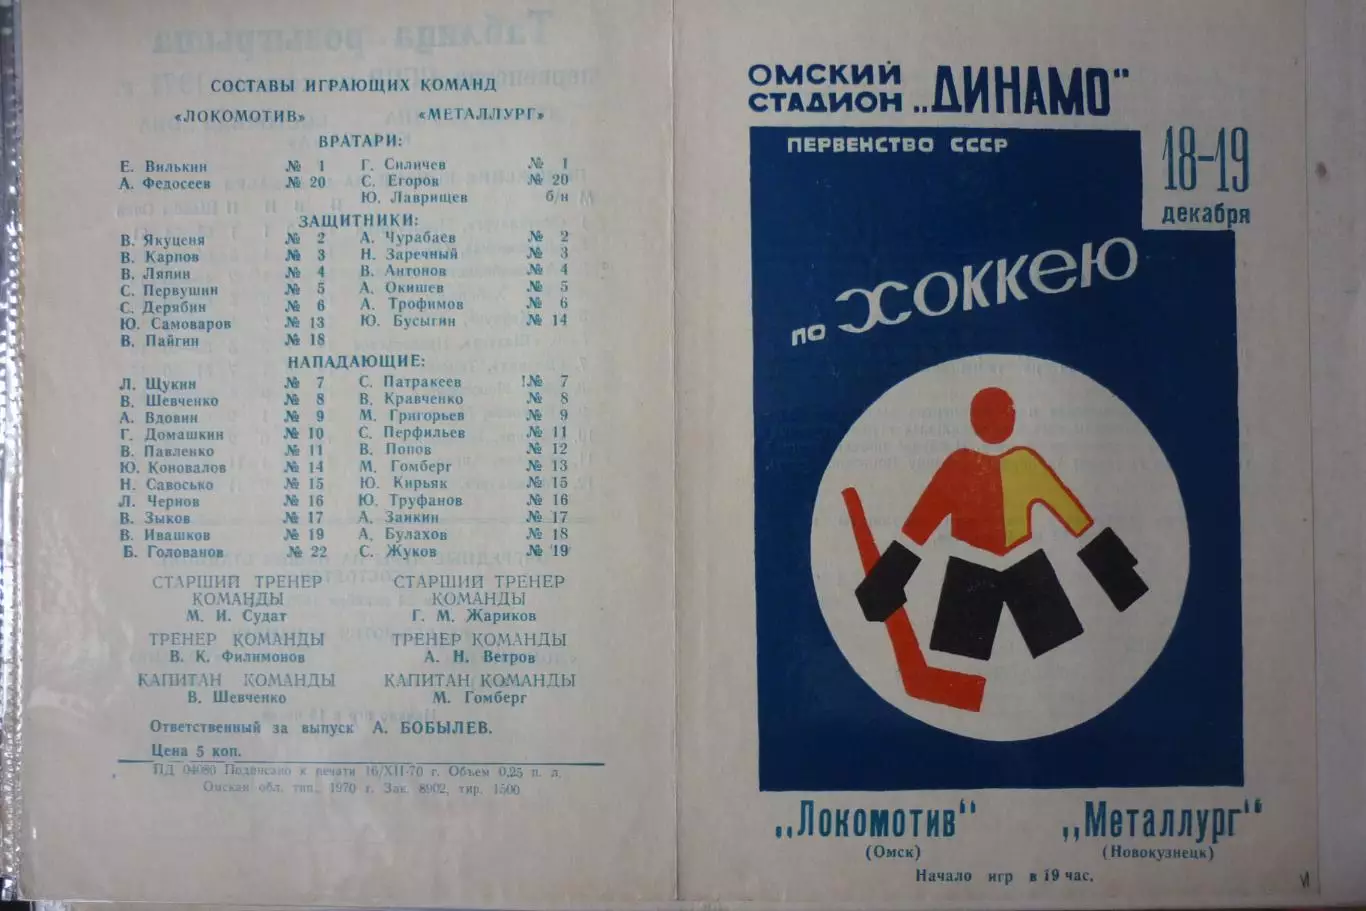 СОСТАВЫ ИГРАЮЩИХ КОМАНД
«ЛОКОМОТИВ» «МЕТАЛЛУРГ»
ВРАТАРИ:
Е. Вилькин № 1 Г. Силичев № 1
А. Федосеев № 20 С. Егоров № 20
Ю. Лаврищев б/н
ЗАЩИТНИКИ:
В. Якуценя № 2 А. Чурабаев № 2
В. Карпов № 3 Н. Заречный № 3
В. Ляпин № 4 В. Антонов № 4
С. Первушин № 5 А. Окишев № 5
С. Дерябин № 6 А. Трофимов № 6
Ю. Самоваров № 13 Ю. Бусыгин № 14
В. Пайгин № 18
НАПАДАЮЩИЕ:
Л. Щукин № 7 С. Патракеев !№ 7
В. Шевченко № 8 В. Кравченко № 8
А. Вдовин № 9 М. Григорьев № 9
Г. Домашкин № 10 С. Перфильев № 11
В. Павленко № 11 В. Попов № 12
Ю. Коновалов № 14 М. Гомберг № 13
Н. Савосько № 15 Ю. Кирьяк № 15
Л. Чернов № 16 Ю. Труфанов № 16
В. Зыков № 17 А. Заикин № 17
В. Ивашков № 19 А. Булахов № 18
Б. Голованов № 22 С. Жуков № 19
СТАРШИЙ ТРЕНЕР СТАРШИЙ ТРЕНЕР
КОМАНДЫ КОМАНДЫ
М. И. Судат Г. М. Жариков
ТРЕНЕР КОМАНДЫ ТРЕНЕР КОМАНДЫ
В. К. Филимонов А. Н. Ветров
КАПИТАН КОМАНДЫ КАПИТАН КОМАНДЫ
В. Шевченко М. Гомберг
Ответственный за выпуск А. БОБЫЛЕВ.
Цена 5 коп.
ПД 04080 Подписано к печати 16/XII-70 г. Объем 0,25 п. л.
Омская обл. тип., 1970 г. Зак. 8902, тир. 1500
ОМСКИЙ
СТАДИОН „ДИНАМО"
ПЕРВЕНСТВО СССР
18-19
декабря
по ХОККЕЮ
„Локомотив" „Металлург"
(Омск) (Новокузнецк)
Начало игр в 19 час.